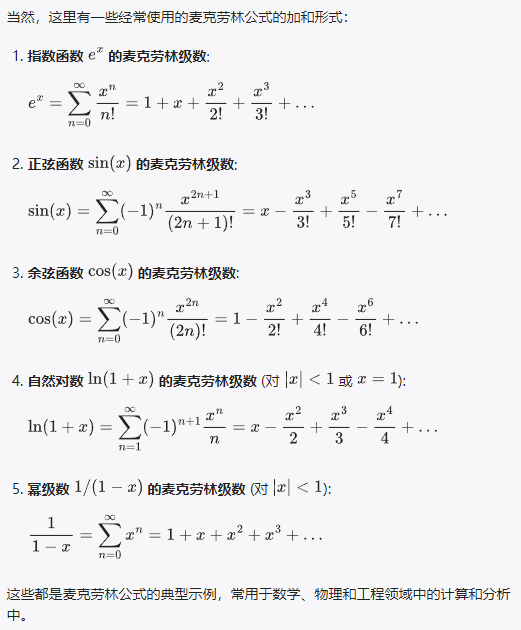 当然，这里有一些经常使用的麦克劳林公式的加和形式：
1. 指数函数 e^x 的麦克劳林级数:
e^x = \sum_{n=0}^{\infty} \frac{x^n}{n!} = 1 + x + \frac{x^2}{2!} + \frac{x^3}{3!} + \ldots
2. 正弦函数 sin(x) 的麦克劳林级数:
\sin(x) = \sum_{n=0}^{\infty} (-1)^n \frac{x^{2n+1}}{(2n+1)!} = x - \frac{x^3}{3!} + \frac{x^5}{5!} - \frac{x^7}{7!} + \ldots
3. 余弦函数 cos(x) 的麦克劳林级数:
\cos(x) = \sum_{n=0}^{\infty} (-1)^n \frac{x^{2n}}{(2n)!} = 1 - \frac{x^2}{2!} + \frac{x^4}{4!} - \frac{x^6}{6!} + \ldots
4. 自然对数 ln(1 + x) 的麦克劳林级数 (对 |x| < 1 或 x = 1):
\ln(1 + x) = \sum_{n=1}^{\infty} (-1)^{n+1} \frac{x^n}{n} = x - \frac{x^2}{2} + \frac{x^3}{3} - \frac{x^4}{4} + \ldots
5. 幂级数 1/(1 − x) 的麦克劳林级数 (对 |x| < 1):
\frac{1}{1 - x} = \sum_{n=0}^{\infty} x^n = 1 + x + x^2 + x^3 + \ldots
这些都是麦克劳林公式的典型示例，常用于数学、物理和工程领域中的计算和分析
中。